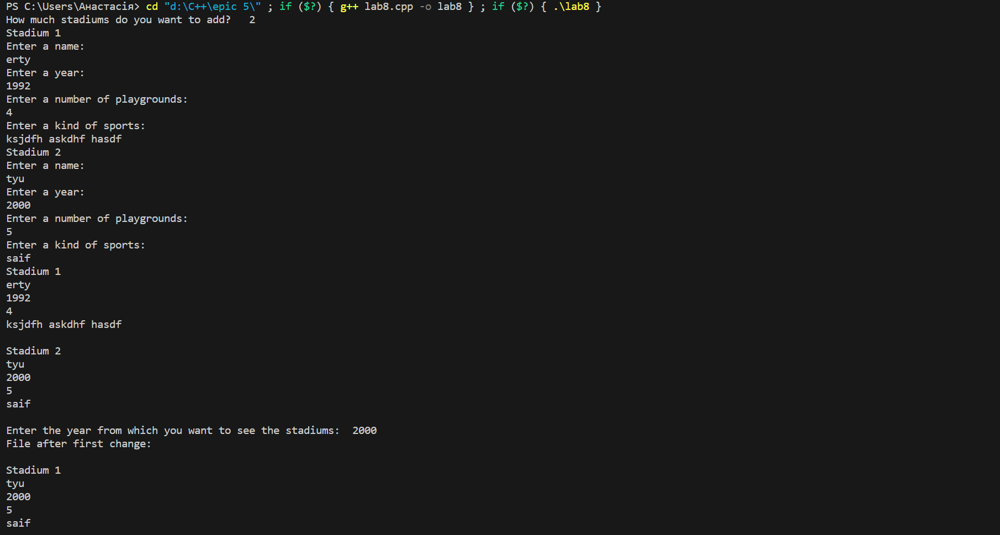 PS C:\Users\Анастасія> cd "d:\C++\epic 5\" ; if ($?) { g++ lab8.cpp -o lab8 } ; if ($?) { .\lab8 }
How much stadiums do you want to add?   2
Stadium 1
Enter a name:
erty
Enter a year:
1992
Enter a number of playgrounds:
4
Enter a kind of sports:
ksjdfh askdhf hasdf
Stadium 2
Enter a name:
tyu
Enter a year:
2000
Enter a number of playgrounds:
5
Enter a kind of sports:
saif
Stadium 1
erty
1992
4
ksjdfh askdhf hasdf

Stadium 2
tyu
2000
5
saif

Enter the year from which you want to see the stadiums:  2000
File after first change:

Stadium 1
tyu
2000
5
saif